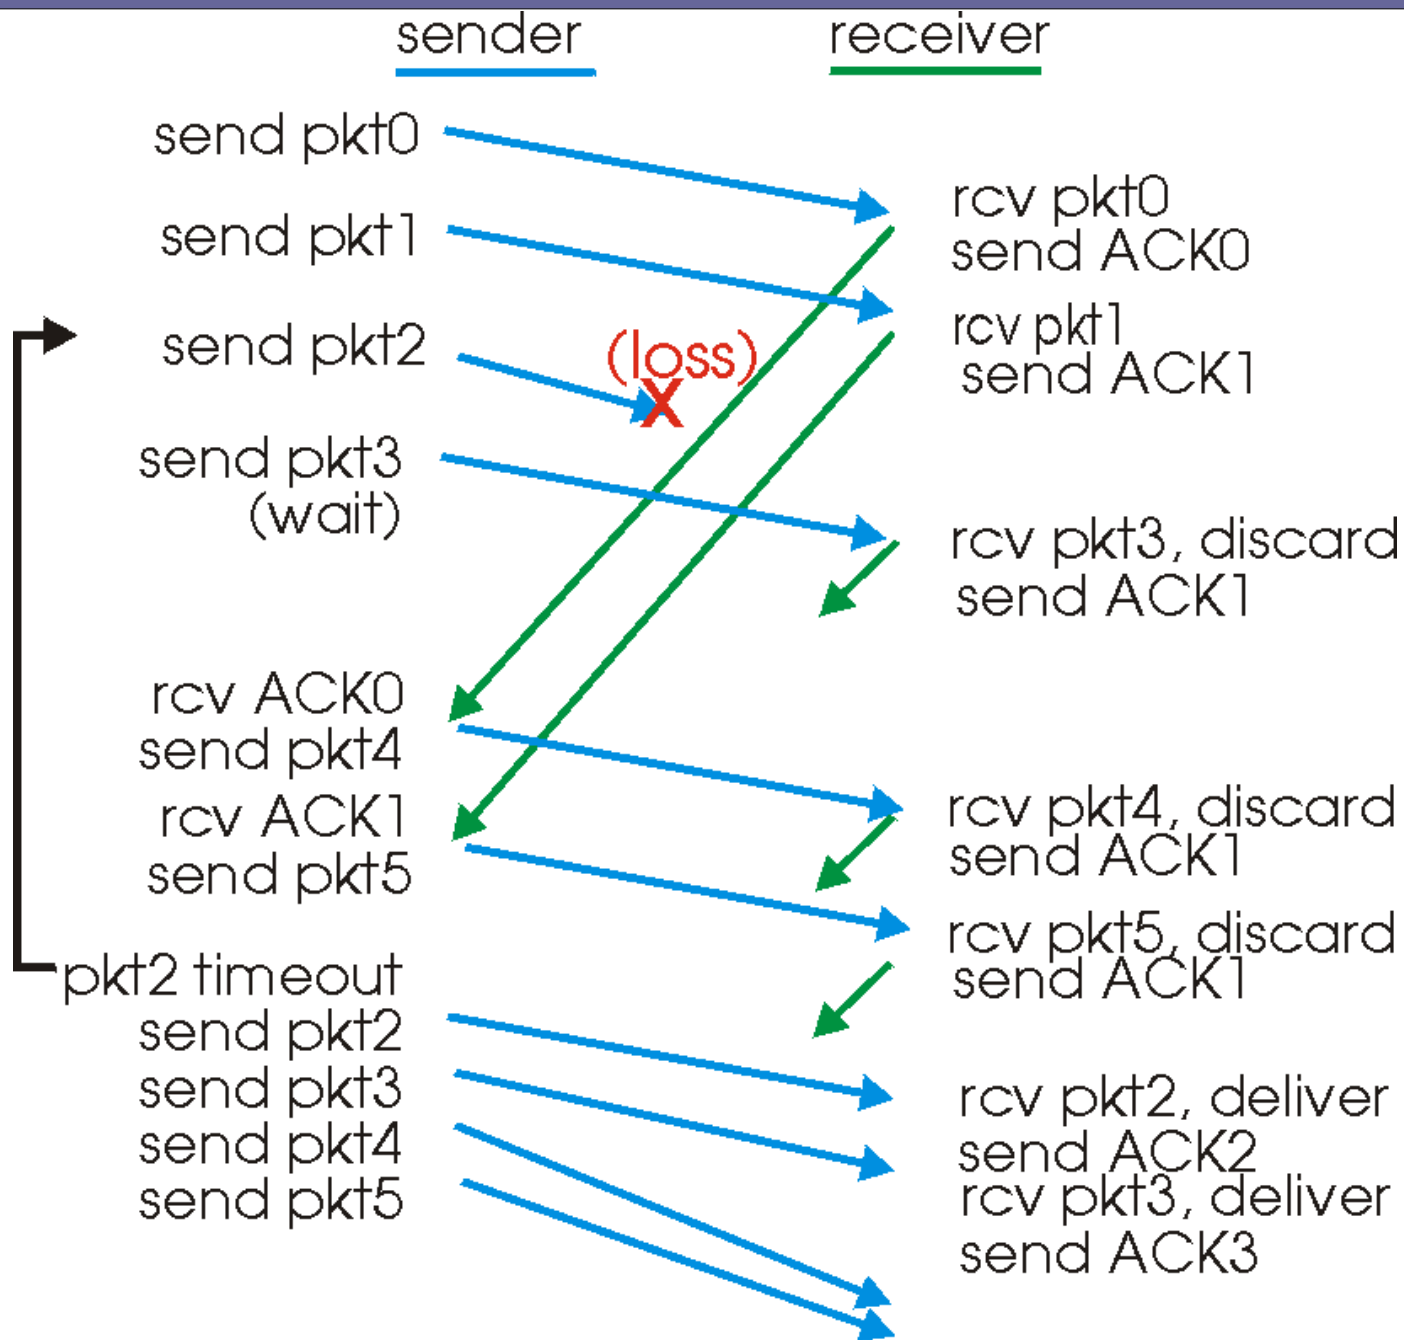 sender
receiver
send pkt0
send pkt1
send pkt2
(loss)
X
send pkt3
(wait)
rcv ACK0
send pkt4
rcv ACK1
send pkt5
pkt2 timeout
send pkt2
send pkt3
send pkt4
send pkt5
rcv pkt0
send ACK0
rcv pkt1
send ACK1
rcv pkt3, discard
send ACK1
rcv pkt4, discard
send ACK1
rcv pkt5, discard
send ACK1
rcv pkt2, deliver
send ACK2
rcv pkt3, deliver
send ACK3